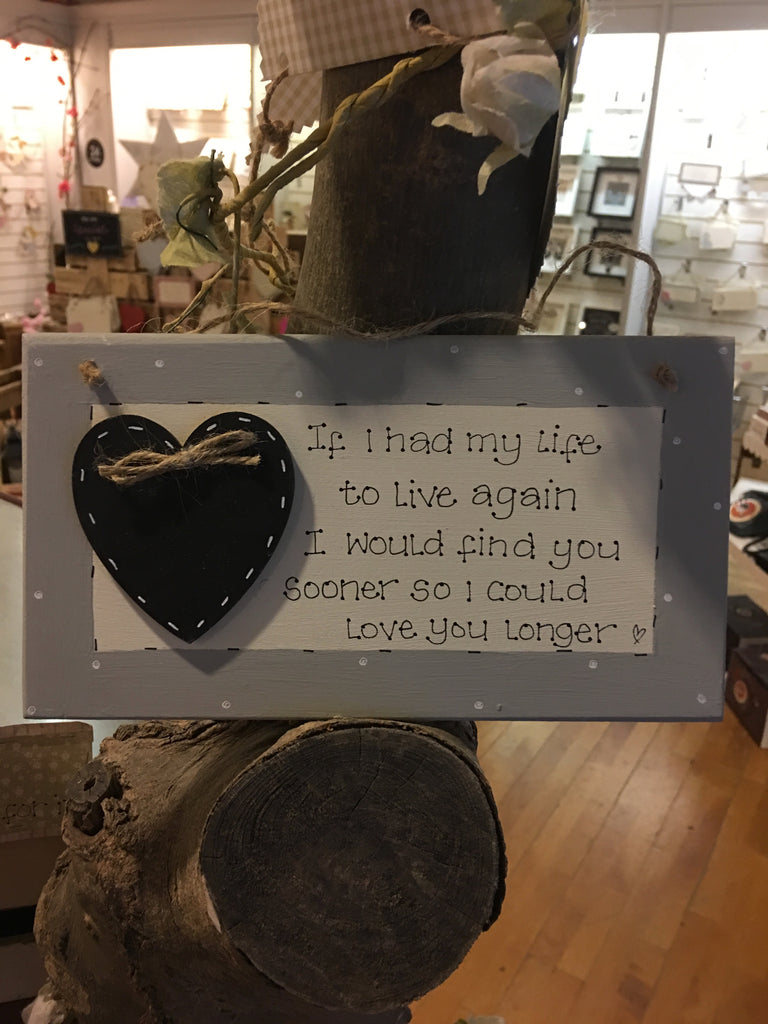 If I had my Life
to Live again
I would find you
sooner so I could
Love you Longer